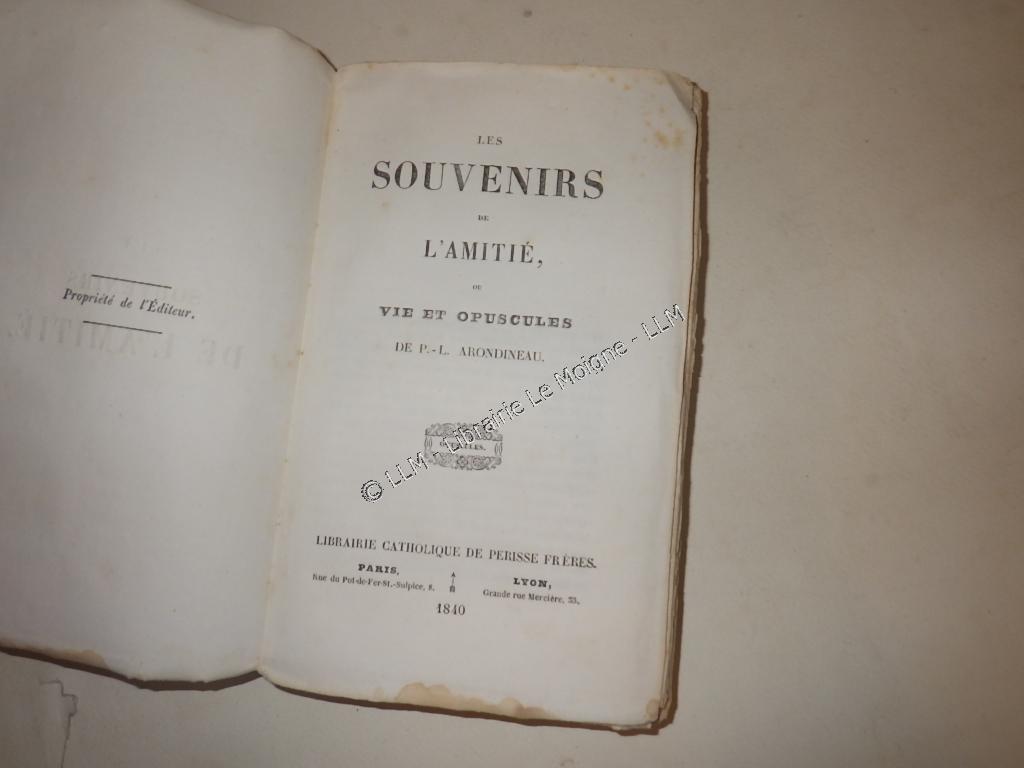 Propriété de l'Éditeur.
LES
SOUVENIRS
DE
L'AMITIÉ,
OU
VIE ET OPUSCULES
DE P.-L. ARONDINEAU.
LIBRAIRIE CATHOLIQUE DE PERISSE FRÈRES.
PARIS,
Rue du Pot-de-Fer-St.-Sulpice, 8.
LYON,
Grande rue Mercière, 33.
1840
© LLM - Librairie Le Moigne - LLM